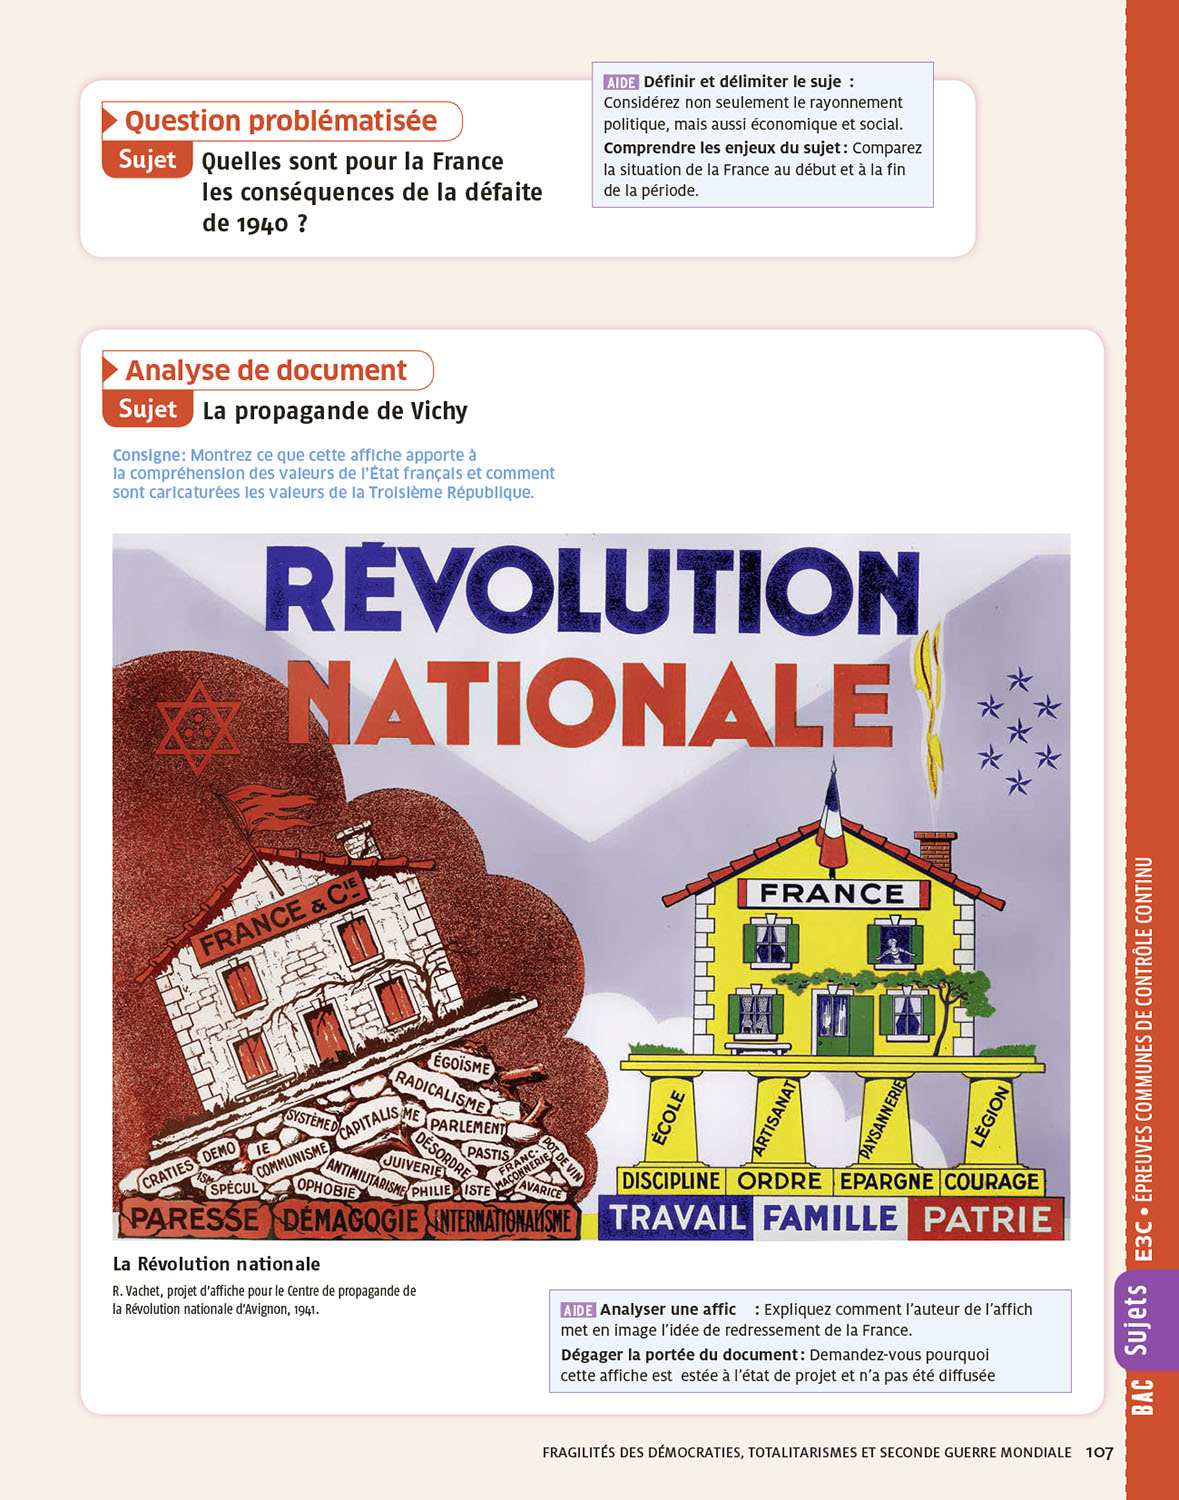 Question problématisée
Sujet Quelles sont pour la France
les conséquences de la défaite
de 1940 ?
AIDE Définir et délimiter le suje :
Considérez non seulement le rayonnement
politique, mais aussi économique et social.
Comprendre les enjeux du sujet : Comparez
la situation de la France au début et à la fin
de la période.
Analyse de document
Sujet La propagande de Vichy
Consigne : Montrez ce que cette affiche apporte à
la compréhension des valeurs de l'État français et comment
sont caricaturées les valeurs de la Troisième République.
RÉVOLUTION
NATIONALE
FRANCE & CIE
ÉGOÏSME
RADICALISME
SYSTÈME D
CAPITALISME
PARLEMENT
CRATIES
DEMO
IE
COMMUNISME
ANTIMILITARISME
JUIVERIE
DÉSORDRE
PASTIS
FRANC-
MAÇONNERIE
POT DE VIN
ISM
SPÉCUL
OPHOBIE
PHILIE
ISTE
AVARICE
PARESSE DÉMAGOGIE INTERNATIONALISME
FRANCE
ÉCOLE
ARTISANAT
PAYSANNERIE
LÉGION
DISCIPLINE ORDRE EPARGNE COURAGE
TRAVAIL FAMILLE PATRIE
La Révolution nationale
R. Vachet, projet d'affiche pour le Centre de propagande de
la Révolution nationale d'Avignon, 1941.
AIDE Analyser une affic : Expliquez comment l'auteur de l'affich
met en image l'idée de redressement de la France.
Dégager la portée du document : Demandez-vous pourquoi
cette affiche est estée à l'état de projet et n'a pas été diffusée
FRAGILITÉS DES DÉMOCRATIES, TOTALITARISMES ET SECONDE GUERRE MONDIALE 107
BAC Sujets E3C • ÉPREUVES COMMUNES DE CONTRÔLE CONTINU